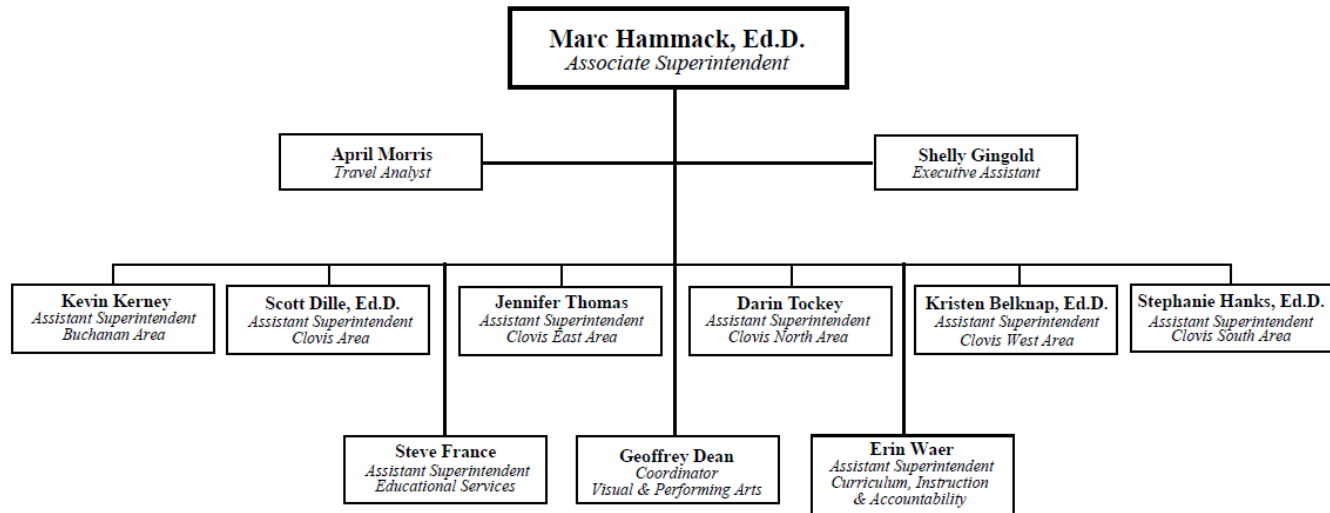 Marc Hammack, Ed.D.
Associate Superintendent
April Morris
Travel Analyst
Shelly Gingold
Executive Assistant
Kevin Kerney
Assistant Superintendent
Buchanan Area
Scott Dille, Ed.D.
Assistant Superintendent
Clovis Area
Jennifer Thomas
Assistant Superintendent
Clovis East Area
Darin Tockey
Assistant Superintendent
Clovis North Area
Kristen Belknap, Ed.D.
Assistant Superintendent
Clovis West Area
Stephanie Hanks, Ed.D.
Assistant Superintendent
Clovis South Area
Steve France
Assistant Superintendent
Educational Services
Geoffrey Dean
Coordinator
Visual & Performing Arts
Erin Waer
Assistant Superintendent
Curriculum, Instruction
& Accountability